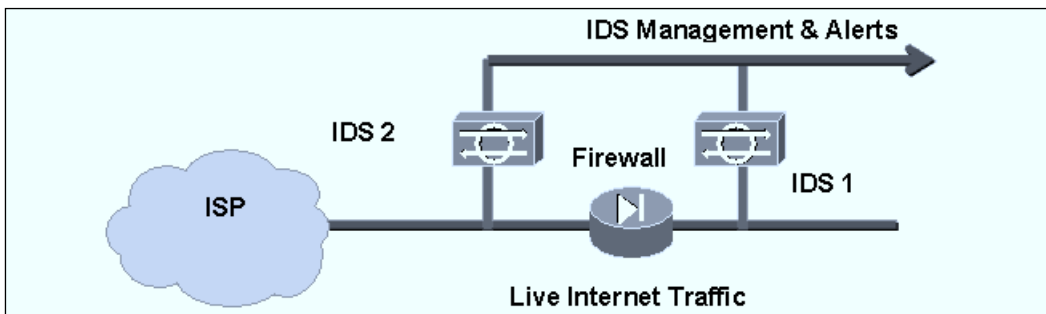 IDS Management & Alerts
IDS 2
Firewall
IDS 1
ISP
Live Internet Traffic